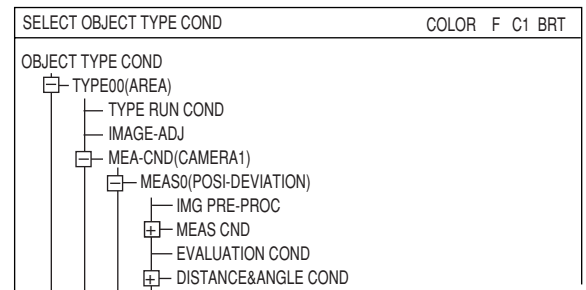 SELECT OBJECT TYPE COND COLOR F C1 BRT
OBJECT TYPE COND
TYPE00(AREA)
TYPE RUN COND
IMAGE-ADJ
MEA-CND(CAMERA1)
MEAS0(POSI-DEVIATION)
IMG PRE-PROC
MEAS CND
EVALUATION COND
DISTANCE&ANGLE COND